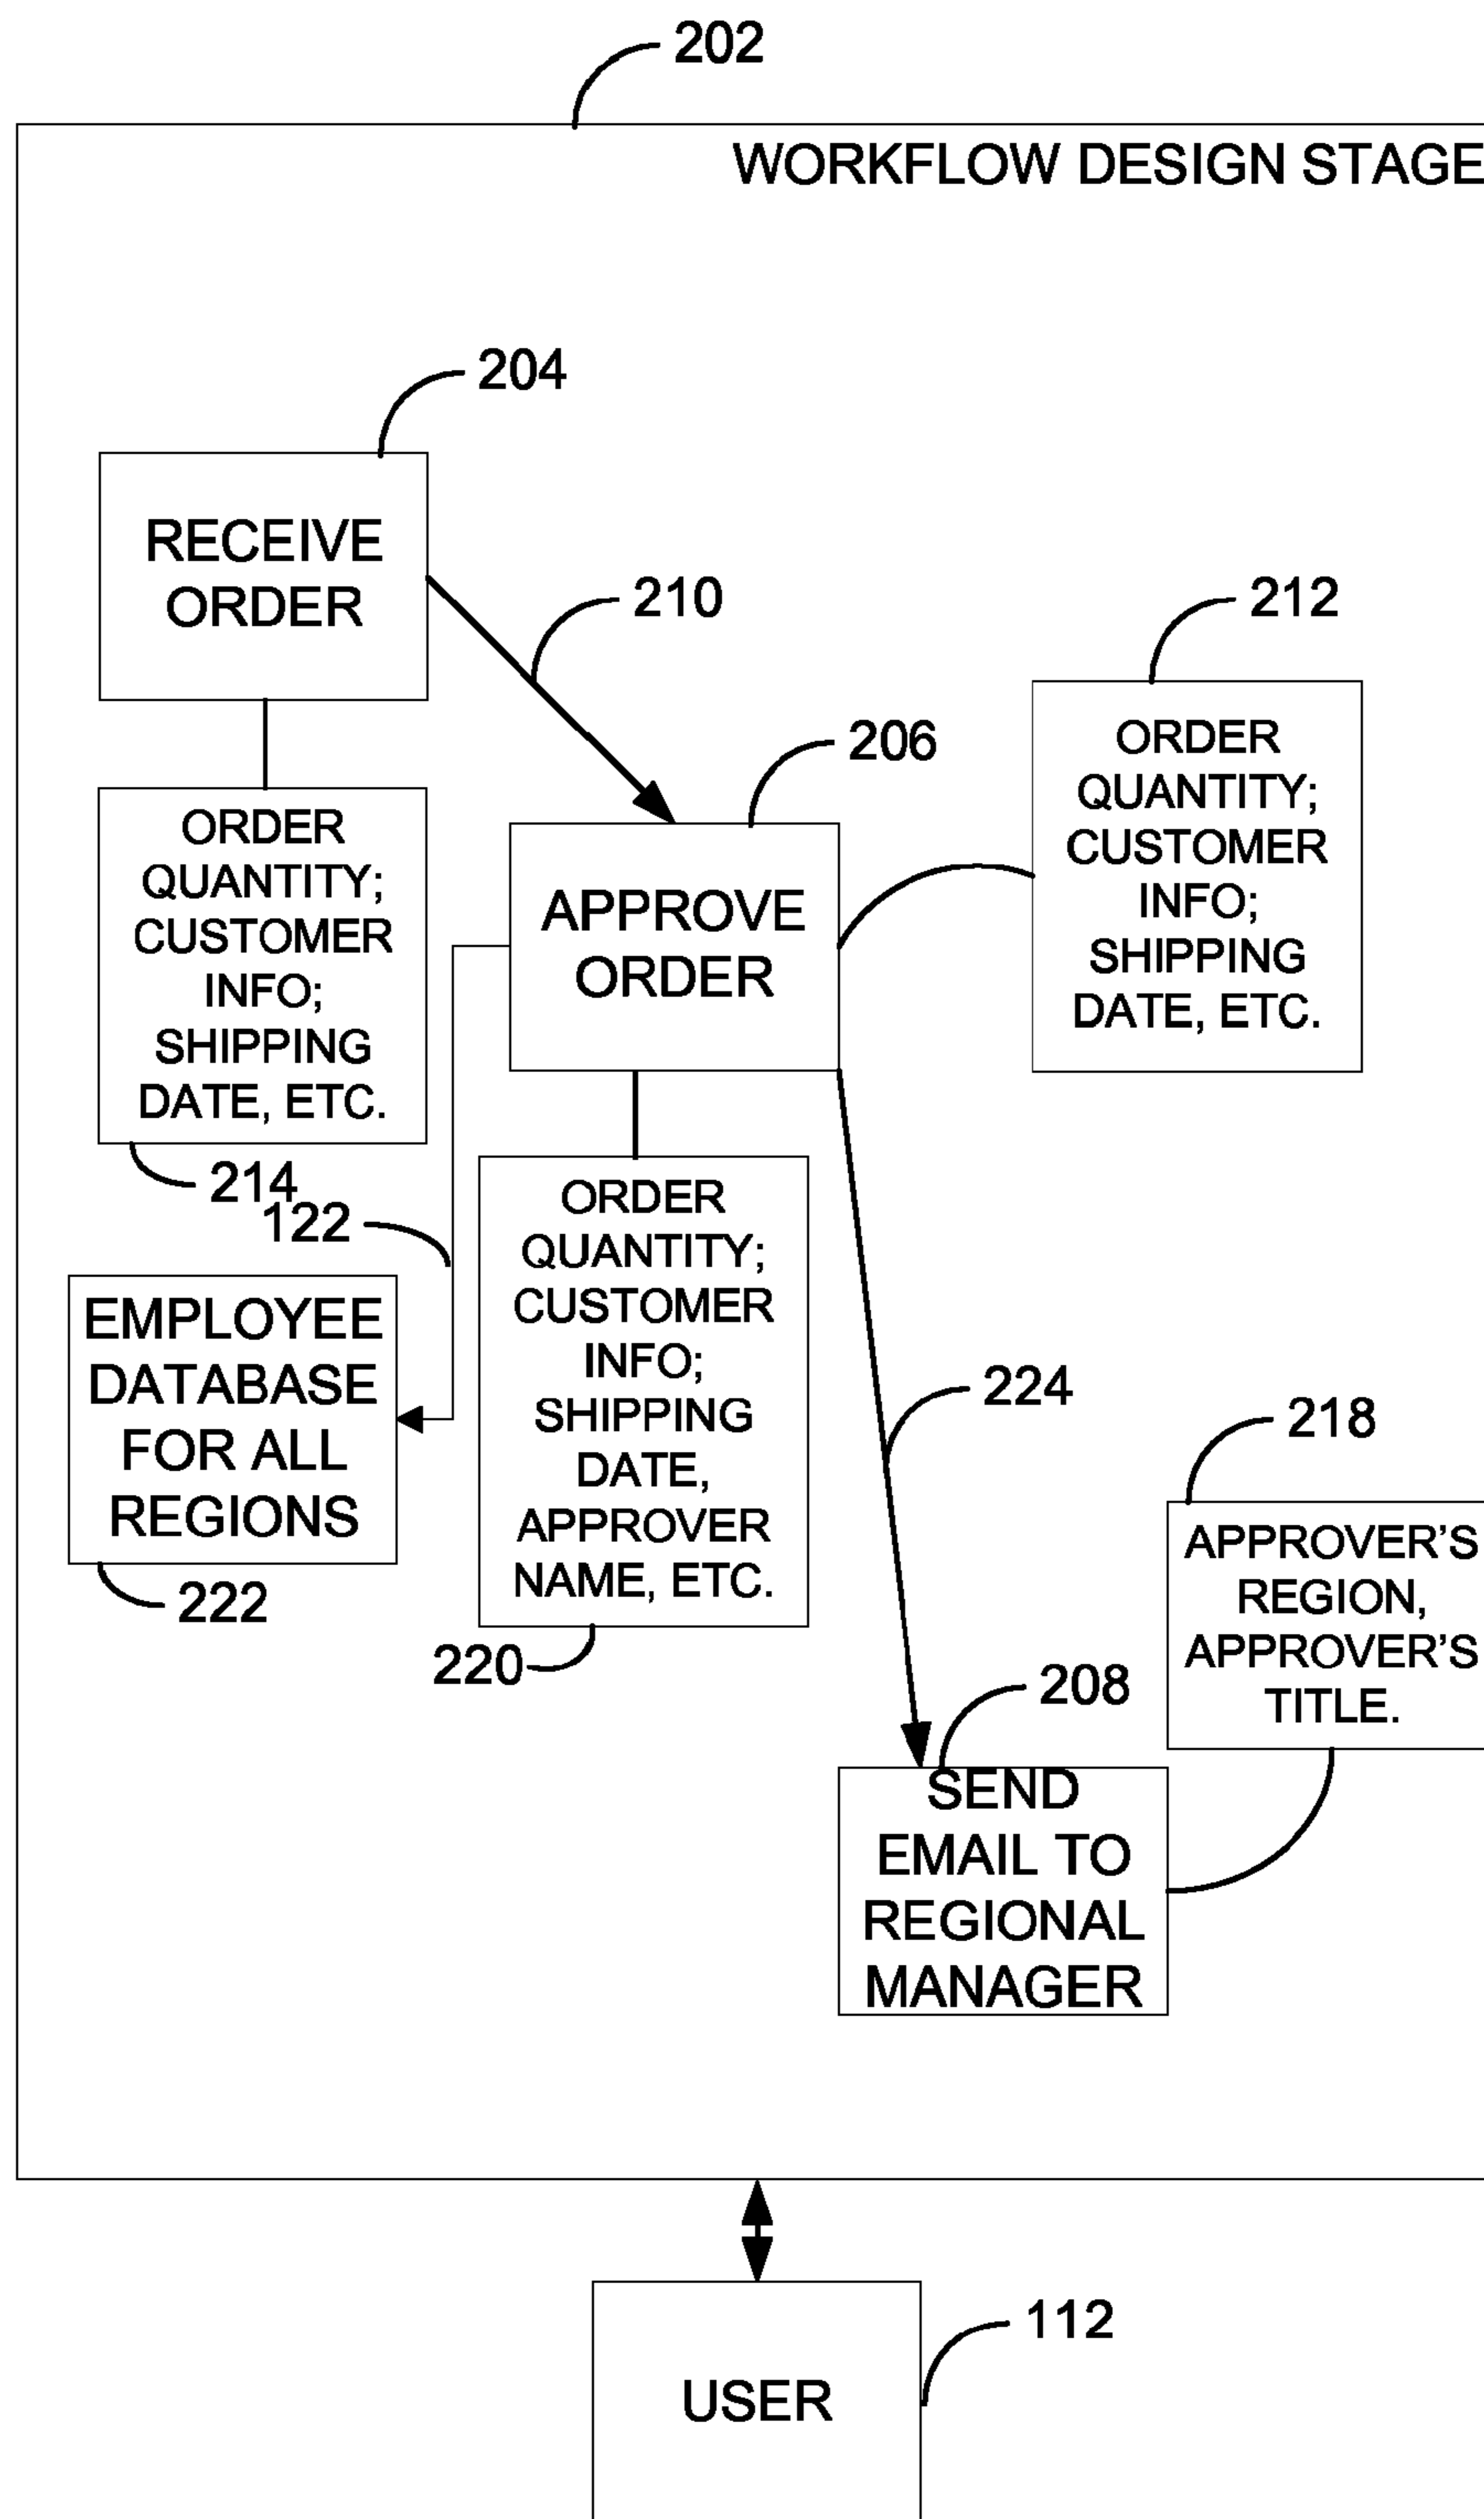 202
WORKFLOW DESIGN STAGE
204
RECEIVE
ORDER
210
212
206
ORDER
QUANTITY;
CUSTOMER
INFO;
SHIPPING
DATE, ETC.
ORDER
QUANTITY;
CUSTOMER
INFO;
SHIPPING
DATE, ETC.
214
APPROVE
ORDER
122
ORDER
QUANTITY;
CUSTOMER
INFO;
SHIPPING
DATE,
APPROVER
NAME, ETC.
220
EMPLOYEE
DATABASE
FOR ALL
REGIONS
222
224
218
APPROVER'S
REGION,
APPROVER'S
TITLE.
208
SEND
EMAIL TO
REGIONAL
MANAGER
112
USER